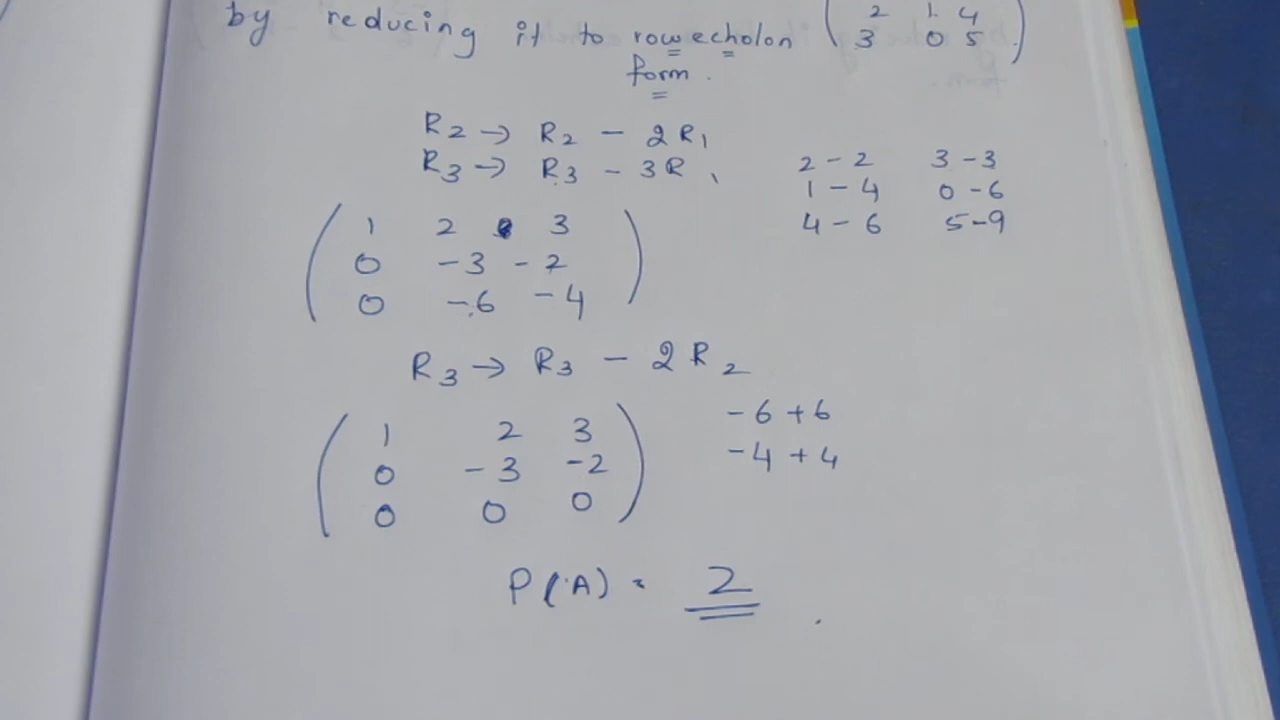 2 1 4
by reducing it to row echolon 3 0 5
form.
R2 → R2 - 2R1
R3 → R3 - 3R1
2 - 2 3 - 3
1 - 4 0 - 6
4 - 6 5 - 9
1 2 3
0 -3 -2
0 -6 -4
R3 → R3 - 2R2
-6 + 6
-4 + 4
1 2 3
0 -3 -2
0 0 0
P(A) = 2